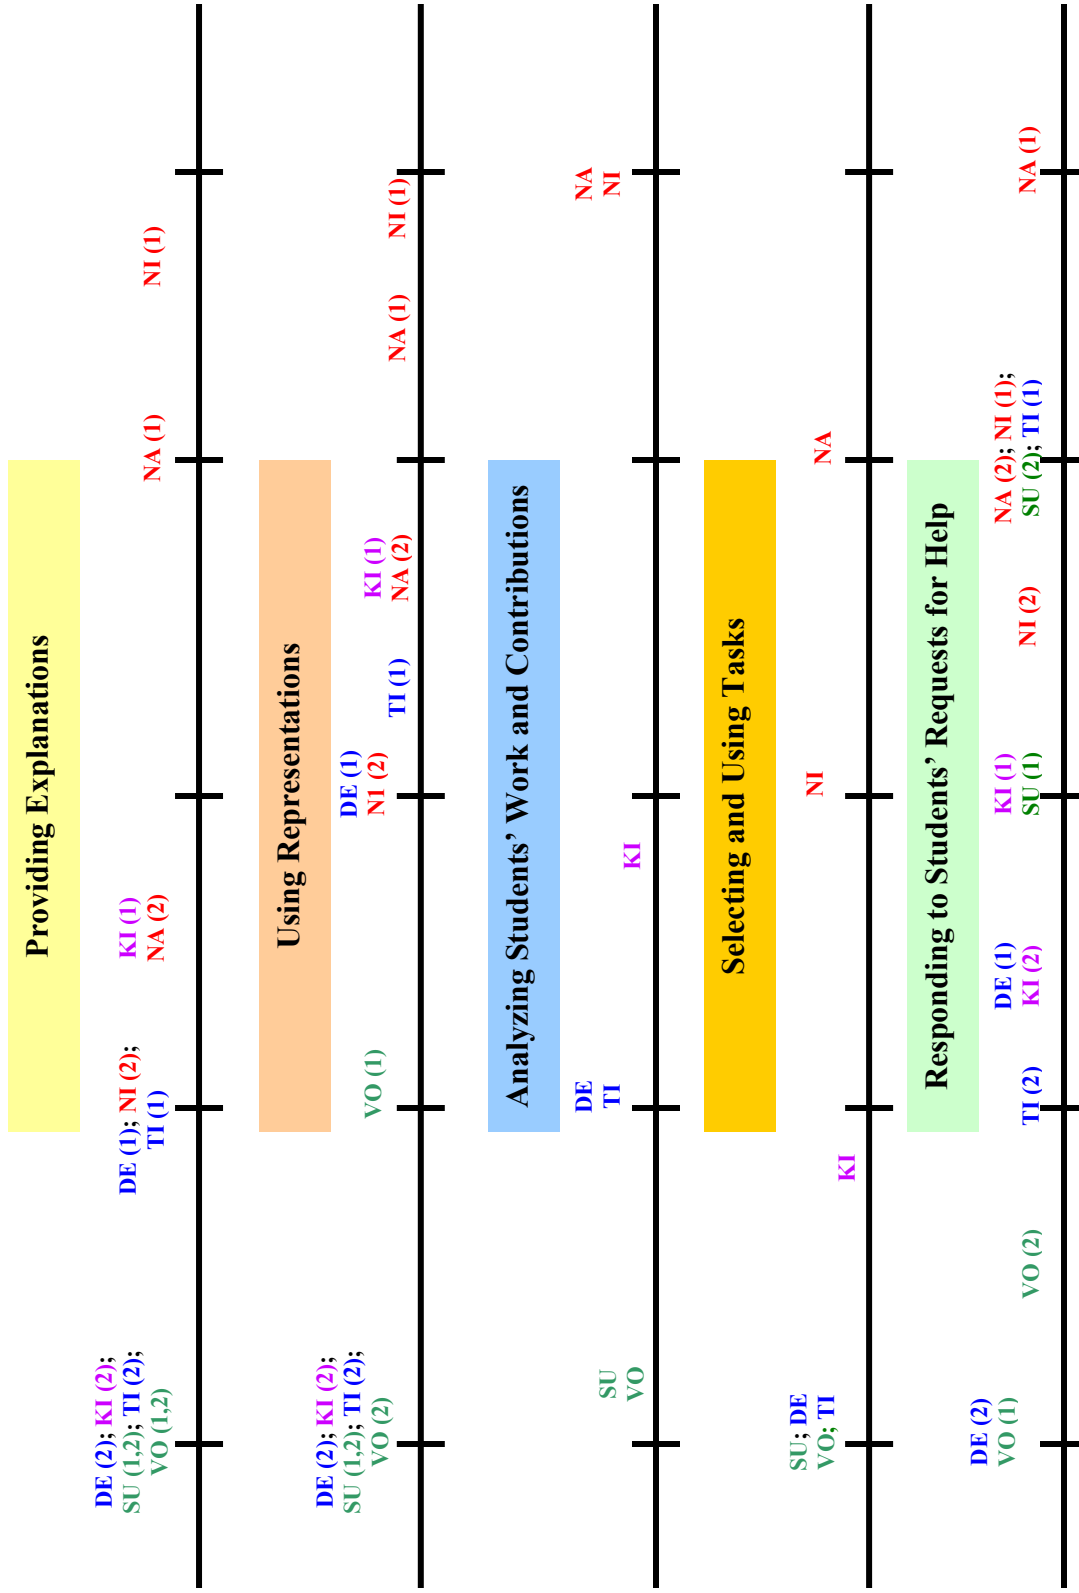 Providing Explanations
DE (2); KI (2);
SU (1,2); TI (2);
VO (1,2)
DE (1); NI (2);
TI (1)
KI (1)
NA (2)
NA (1)
NI (1)
Using Representations
DE (2); KI (2);
SU (1,2); TI (2);
VO (2)
VO (1)
DE (1)
N1 (2)
TI (1)
KI (1)
NA (2)
NA (1)
NI (1)
Analyzing Students’ Work and Contributions
SU
VO
DE
TI
KI
NA
NI
Selecting and Using Tasks
SU; DE
VO; TI
KI
NI
NA
Responding to Students’ Requests for Help
DE (2)
VO (1)
VO (2)
TI (2)
DE (1)
KI (2)
KI (1)
SU (1)
NI (2)
NA (2); NI (1);
SU (2); TI (1)
NA (1)